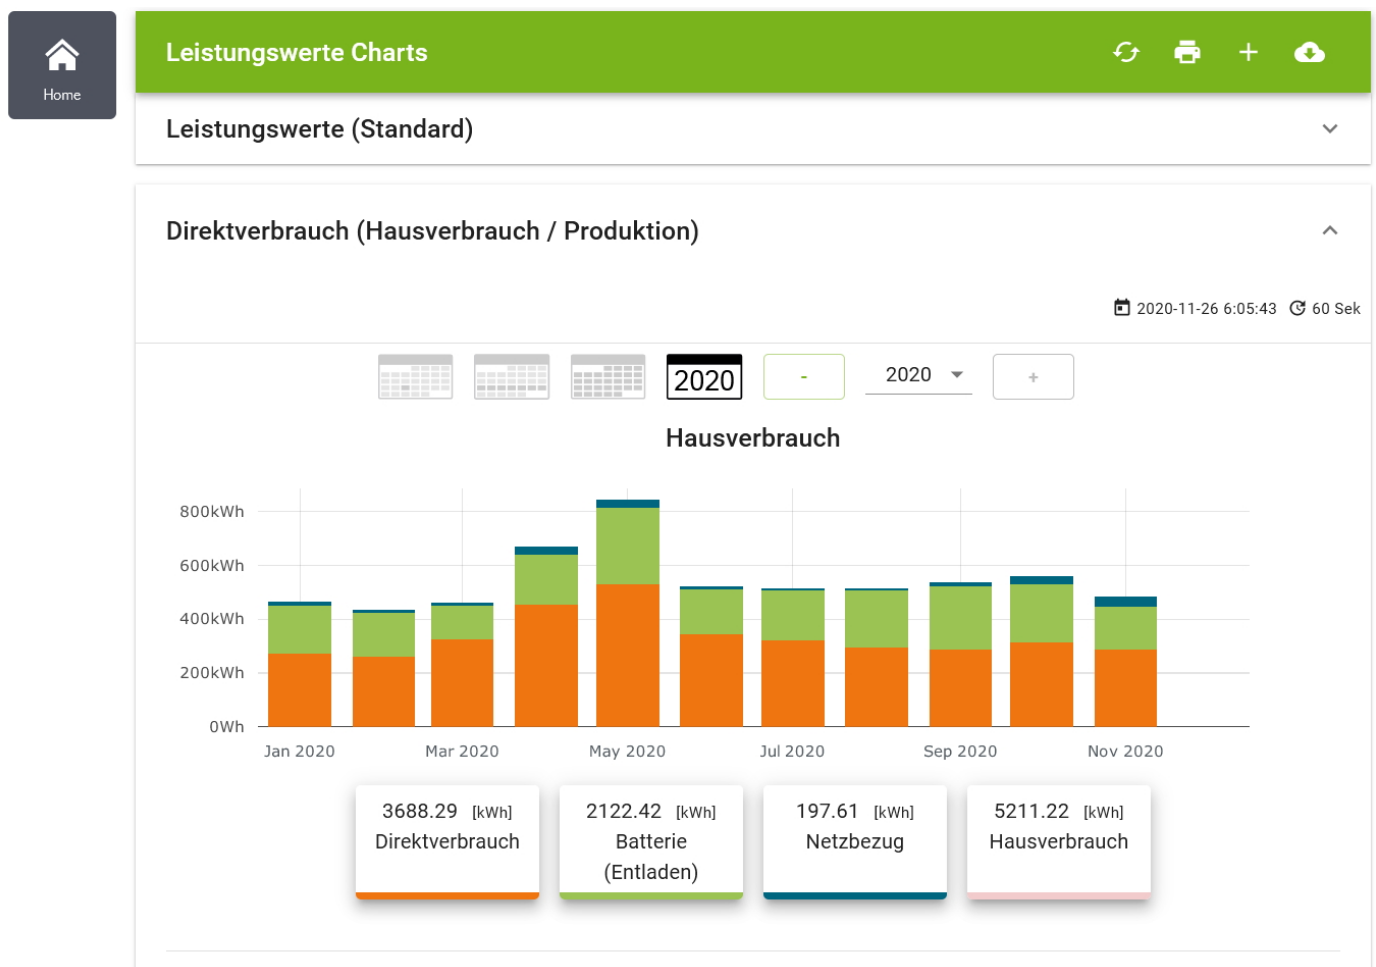 Home
Leistungswerte Charts
Leistungswerte (Standard)
Direktverbrauch (Hausverbrauch / Produktion)
2020-11-26 6:05:43 60 Sek
2020 - 2020 +
Hausverbrauch
800kWh
600kWh
400kWh
200kWh
0Wh
Jan 2020 Mar 2020 May 2020 Jul 2020 Sep 2020 Nov 2020
3688.29 [kWh]
Direktverbrauch
2122.42 [kWh]
Batterie
(Entladen)
197.61 [kWh]
Netzbezug
5211.22 [kWh]
Hausverbrauch